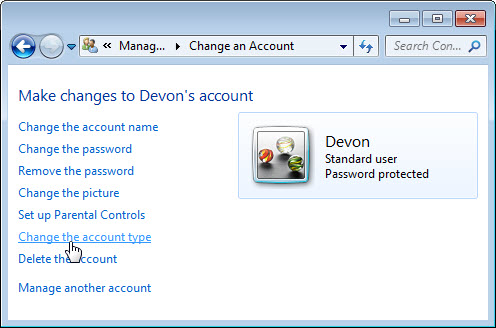 « Manag... Change an Account Search Con...
Make changes to Devon's account
Change the account name
Change the password
Remove the password
Change the picture
Set up Parental Controls
Change the account type
Delete the account
Manage another account
Devon
Standard user
Password protected